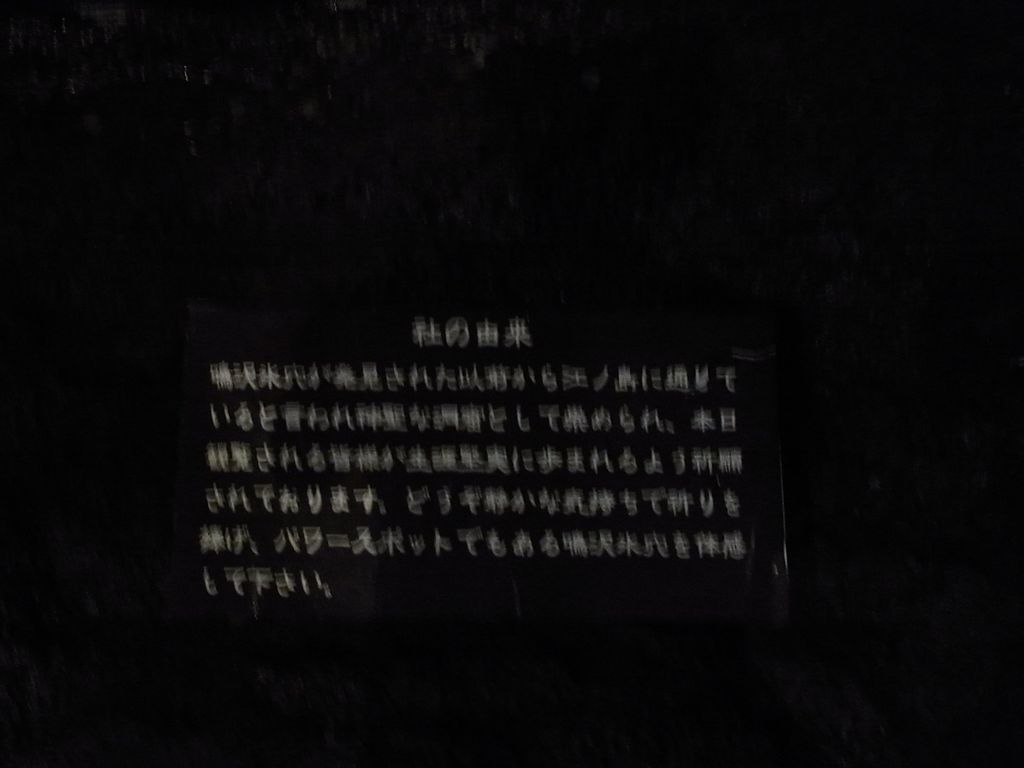 社の由来
鳴沢氷穴が発見された以前から江ノ島に通じて
いると言われ神聖な洞窟として崇められ、本日
観覧される皆様が生涯堅実に歩まれるよう祈願
されております。どうぞ静かな気持ちで祈りを
捧げ、パワースポットでもある鳴沢氷穴を体感
して下さい。